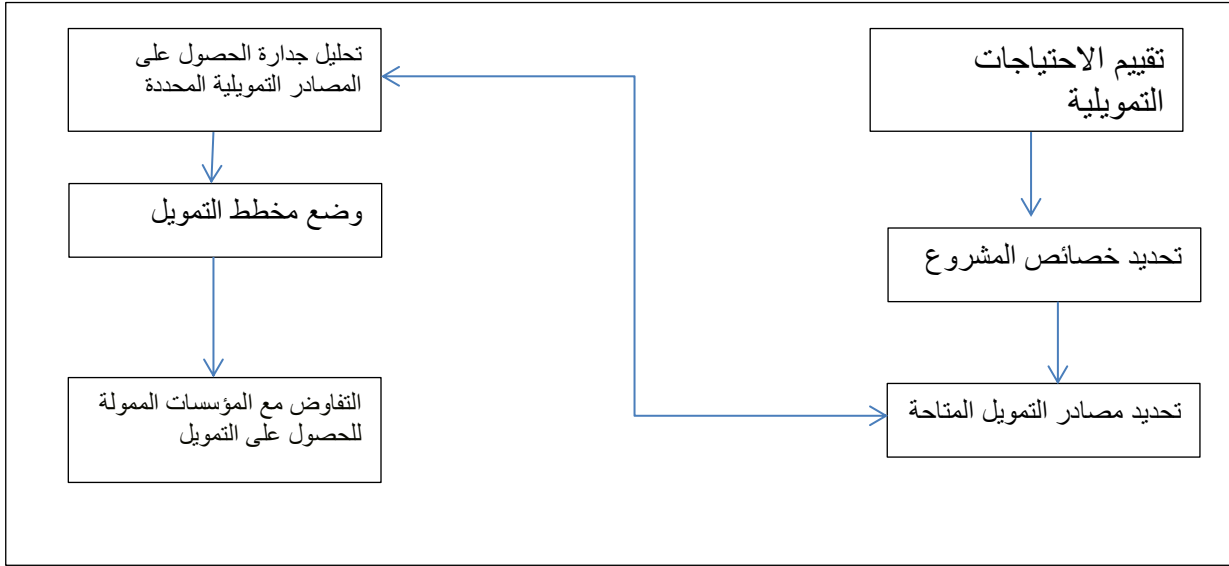 تقييم الاحتياجات
التمويلية
تحديد خصائص المشروع
تحديد مصادر التمويل المتاحة
تحليل جدارة الحصول على
المصادر التمويلية المحددة
وضع مخطط التمويل
التفاوض مع المؤسسات الممولة
للحصول على التمويل